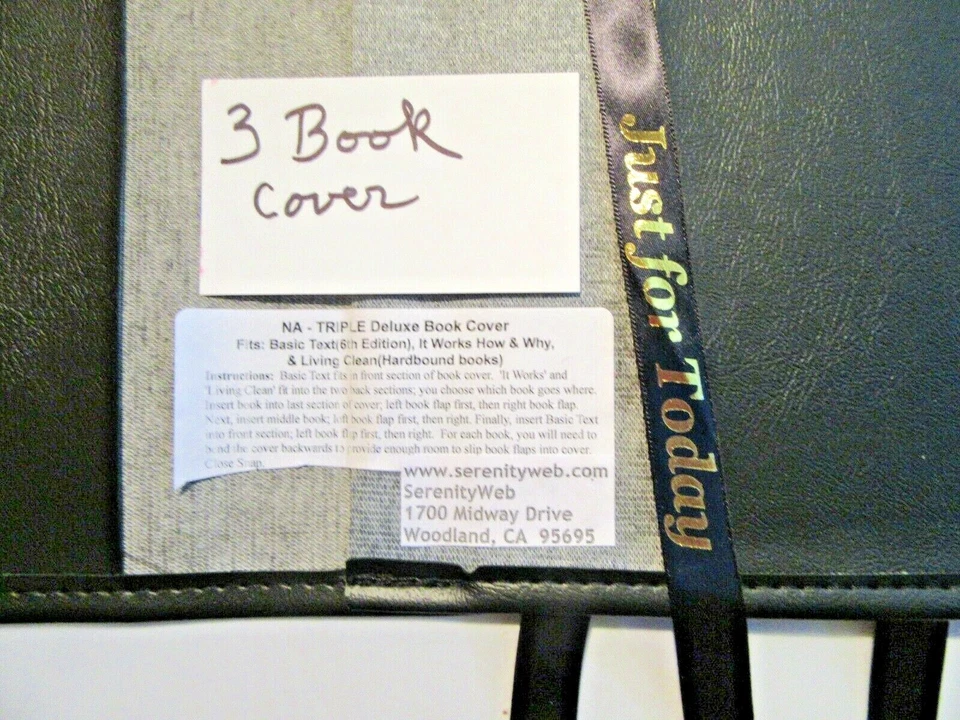 3 Book
cover
NA - TRIPLE Deluxe Book Cover
Fits: Basic Text(6th Edition), It Works How & Why,
& Living Clean(Hardbound books)
Instructions: Basic Text fits in front section of book cover. 'It Works' and
'Living Clean' fit into the two back sections; you choose which book goes where.
Insert book into last section of cover; left book flap first, then right book flap.
Next, insert middle book; left book flap first, then right. Finally, insert Basic Text
into front section; left book flap first, then right. For each book, you will need to
bend the cover backwards to provide enough room to slip book flaps into cover.
Close Snap.
www.serenityweb.com
SerenityWeb
1700 Midway Drive
Woodland, CA 95695
Just for Today